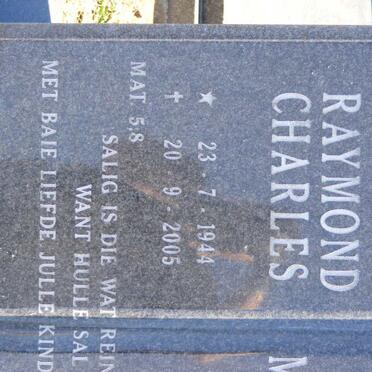 RAYMOND
CHARLES
★ 23 · 7 · 1944
✝ 20 · 9 · 2005
MAT 5:8
SALIG IS DIE WAT REIN
WANT HULLE SAL
MET BAIE LIEFDE JULLE KIND